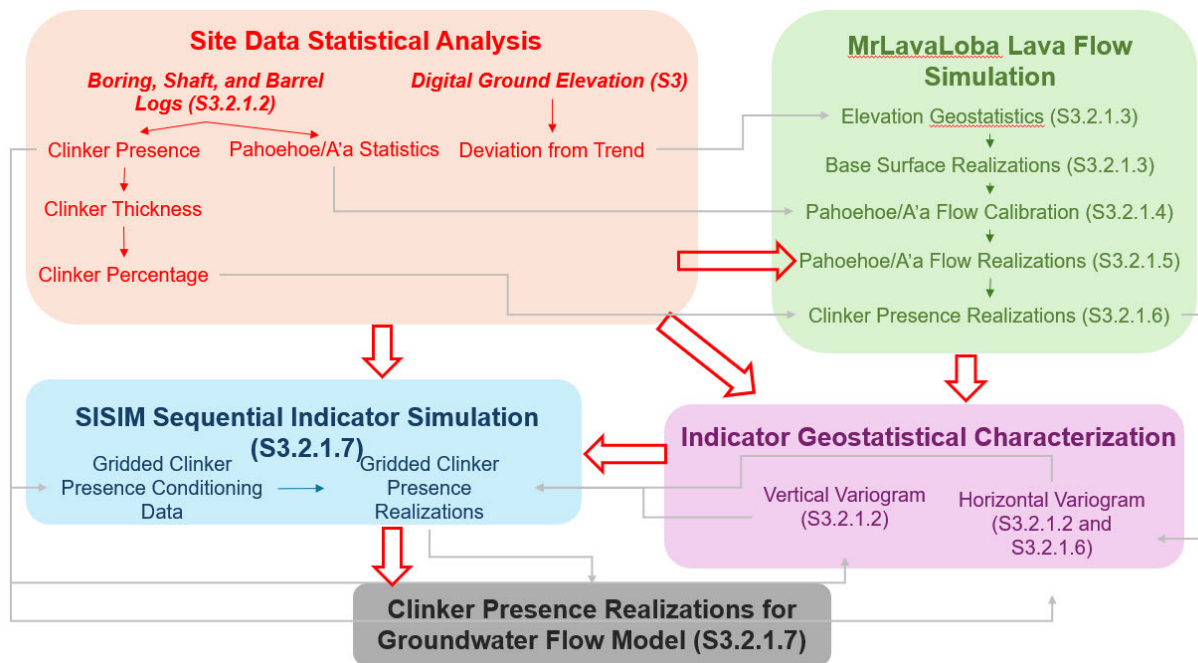 Site Data Statistical Analysis
Boring, Shaft, and Barrel
Logs (S3.2.1.2)
Digital Ground Elevation (S3)
Clinker Presence
Pahoehoe/A'a Statistics
Deviation from Trend
Clinker Thickness
Clinker Percentage
MrLavaLoba Lava Flow
Simulation
Elevation Geostatistics (S3.2.1.3)
Base Surface Realizations (S3.2.1.3)
Pahoehoe/A'a Flow Calibration (S3.2.1.4)
Pahoehoe/A'a Flow Realizations (S3.2.1.5)
Clinker Presence Realizations (S3.2.1.6)
SISIM Sequential Indicator Simulation
(S3.2.1.7)
Gridded Clinker
Presence Conditioning
Data
Gridded Clinker
Presence
Realizations
Indicator Geostatistical Characterization
Vertical Variogram
(S3.2.1.2)
Horizontal Variogram
(S3.2.1.2 and
S3.2.1.6)
Clinker Presence Realizations for
Groundwater Flow Model (S3.2.1.7)